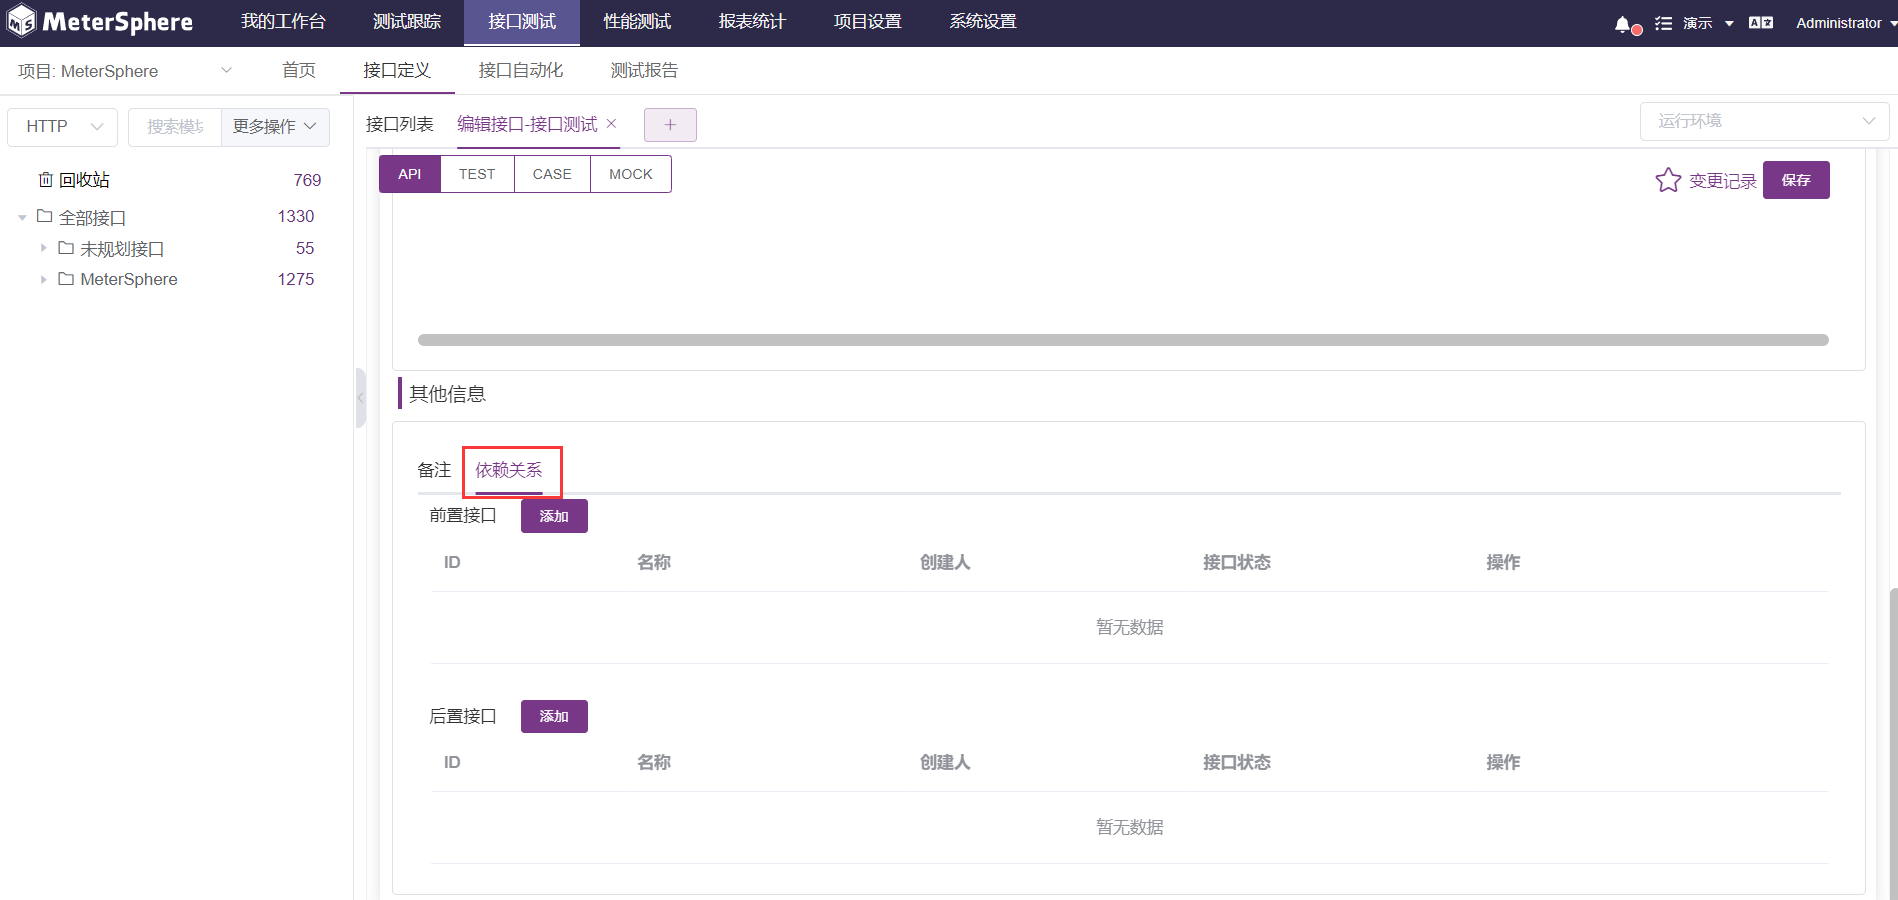 MeterSphere 我的工作台 测试跟踪 接口测试 性能测试 报表统计 项目设置 系统设置 演示 Administrator
项目: MeterSphere 首页 接口定义 接口自动化 测试报告
HTTP 搜索模块 更多操作 接口列表 编辑接口-接口测试 运行环境
API TEST CASE MOCK 变更记录 保存
回收站 769
全部接口 1330
未规划接口 55
MeterSphere 1275
其他信息
备注 依赖关系
前置接口 添加
ID 名称 创建人 接口状态 操作
暂无数据
后置接口 添加
ID 名称 创建人 接口状态 操作
暂无数据